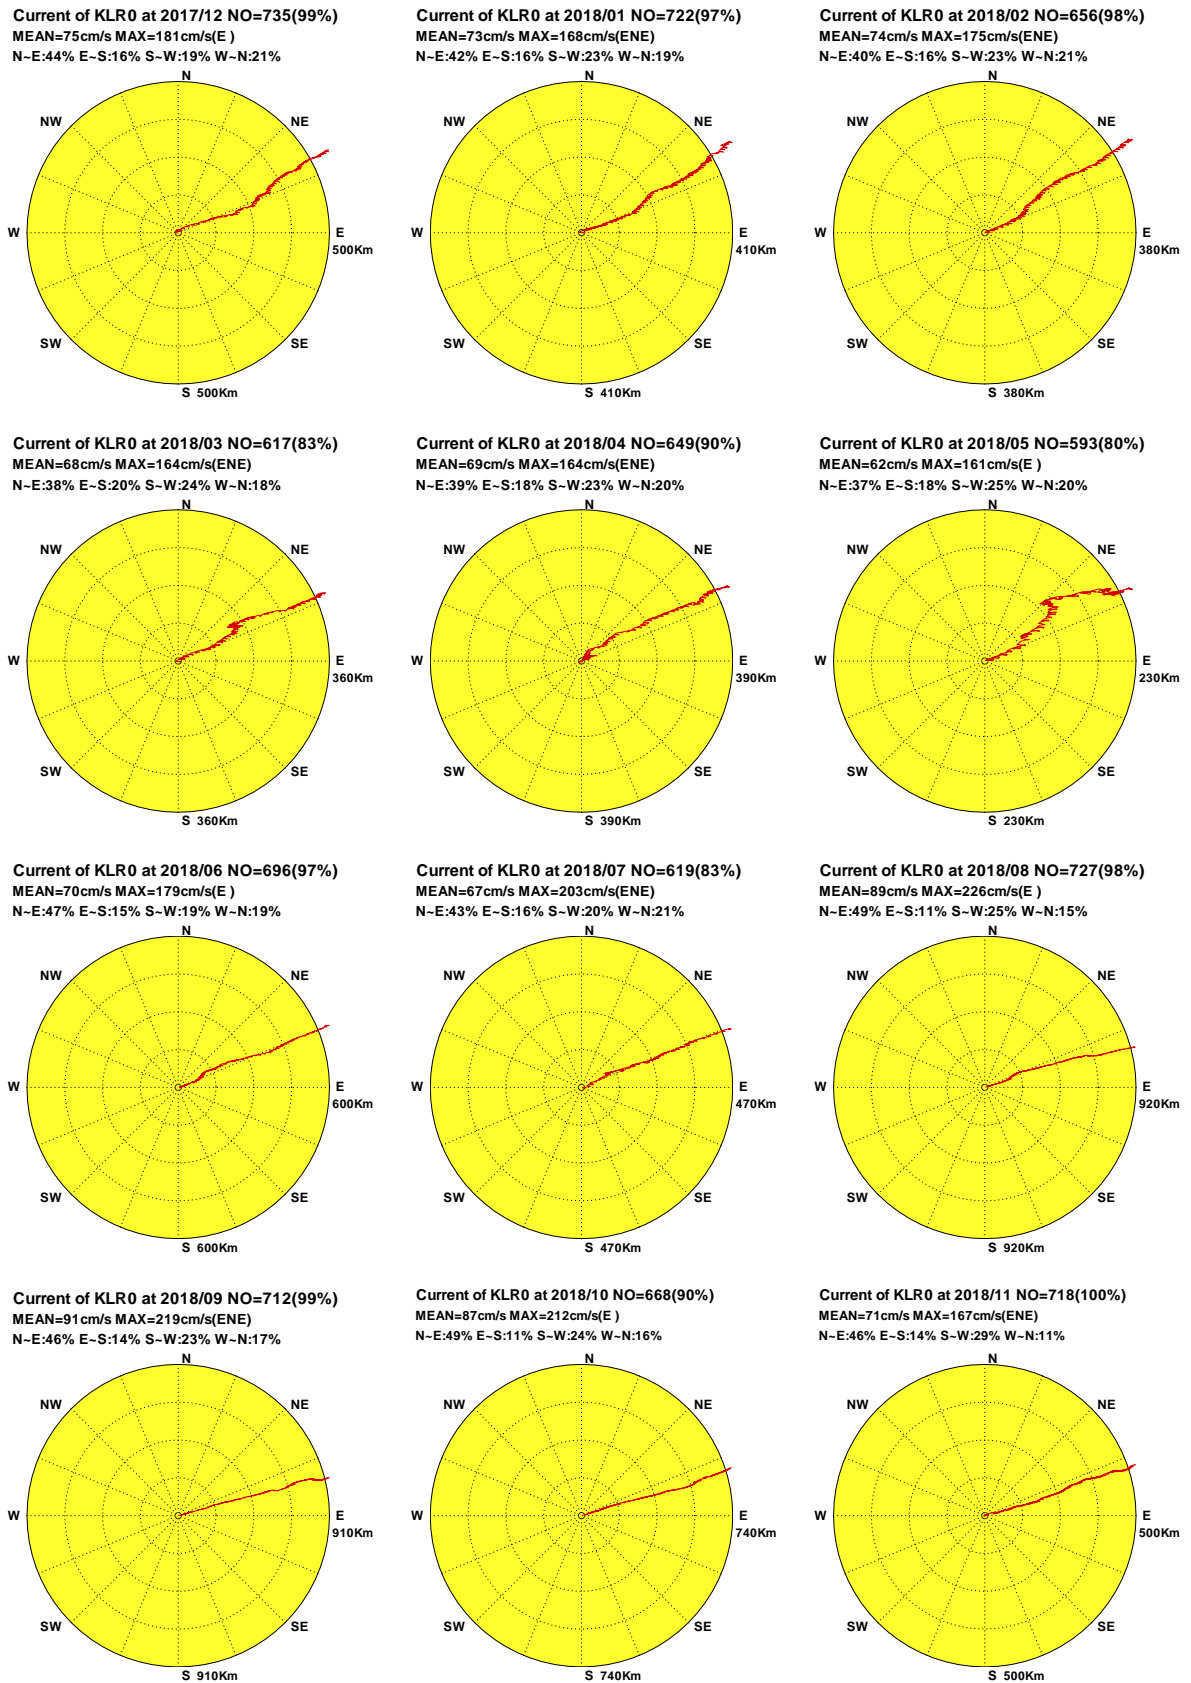 Current of KLR0 at 2017/12 NO=735(99%)
MEAN=75cm/s MAX=181cm/s(E )
N~E:44% E~S:16% S~W:19% W~N:21%
N
NW
NE
W
E
500Km
SW
SE
S 500Km
Current of KLR0 at 2018/01 NO=722(97%)
MEAN=73cm/s MAX=168cm/s(ENE)
N~E:42% E~S:16% S~W:23% W~N:19%
N
NW
NE
W
E
410Km
SW
SE
S 410Km
Current of KLR0 at 2018/02 NO=656(98%)
MEAN=74cm/s MAX=175cm/s(ENE)
N~E:40% E~S:16% S~W:23% W~N:21%
N
NW
NE
W
E
380Km
SW
SE
S 380Km
Current of KLR0 at 2018/03 NO=617(83%)
MEAN=68cm/s MAX=164cm/s(ENE)
N~E:38% E~S:20% S~W:24% W~N:18%
N
NW
NE
W
E
360Km
SW
SE
S 360Km
Current of KLR0 at 2018/04 NO=649(90%)
MEAN=69cm/s MAX=164cm/s(ENE)
N~E:39% E~S:18% S~W:23% W~N:20%
N
NW
NE
W
E
390Km
SW
SE
S 390Km
Current of KLR0 at 2018/05 NO=593(80%)
MEAN=62cm/s MAX=161cm/s(E )
N~E:37% E~S:18% S~W:25% W~N:20%
N
NW
NE
W
E
230Km
SW
SE
S 230Km
Current of KLR0 at 2018/06 NO=696(97%)
MEAN=70cm/s MAX=179cm/s(E )
N~E:47% E~S:15% S~W:19% W~N:19%
N
NW
NE
W
E
600Km
SW
SE
S 600Km
Current of KLR0 at 2018/07 NO=619(83%)
MEAN=67cm/s MAX=203cm/s(ENE)
N~E:43% E~S:16% S~W:20% W~N:21%
N
NW
NE
W
E
470Km
SW
SE
S 470Km
Current of KLR0 at 2018/08 NO=727(98%)
MEAN=89cm/s MAX=226cm/s(E )
N~E:49% E~S:11% S~W:25% W~N:15%
N
NW
NE
W
E
920Km
SW
SE
S 920Km
Current of KLR0 at 2018/09 NO=712(99%)
MEAN=91cm/s MAX=219cm/s(ENE)
N~E:46% E~S:14% S~W:23% W~N:17%
N
NW
NE
W
E
910Km
SW
SE
S 910Km
Current of KLR0 at 2018/10 NO=668(90%)
MEAN=87cm/s MAX=212cm/s(E )
N~E:49% E~S:11% S~W:24% W~N:16%
N
NW
NE
W
E
740Km
SW
SE
S 740Km
Current of KLR0 at 2018/11 NO=718(100%)
MEAN=71cm/s MAX=167cm/s(ENE)
N~E:46% E~S:14% S~W:29% W~N:11%
N
NW
NE
W
E
500Km
SW
SE
S 500Km